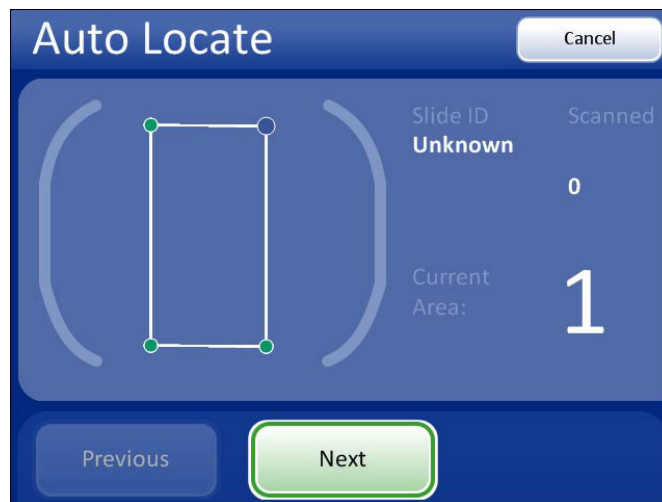 Auto Locate
Cancel
Slide ID
Scanned
Unknown
0
Current
Area:
1
Previous
Next